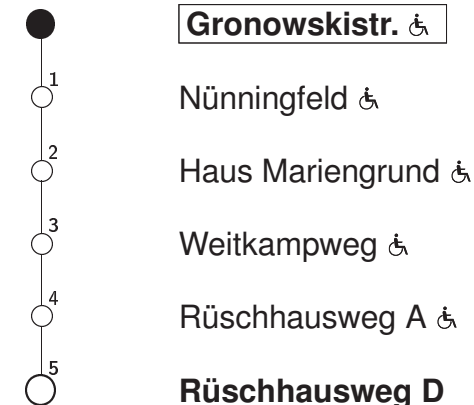 Gronowskistr.
1
Nünningfeld
2
Haus Mariengrund
3
Weitkampweg
4
Rüschhausweg A
5
Rüschhausweg D